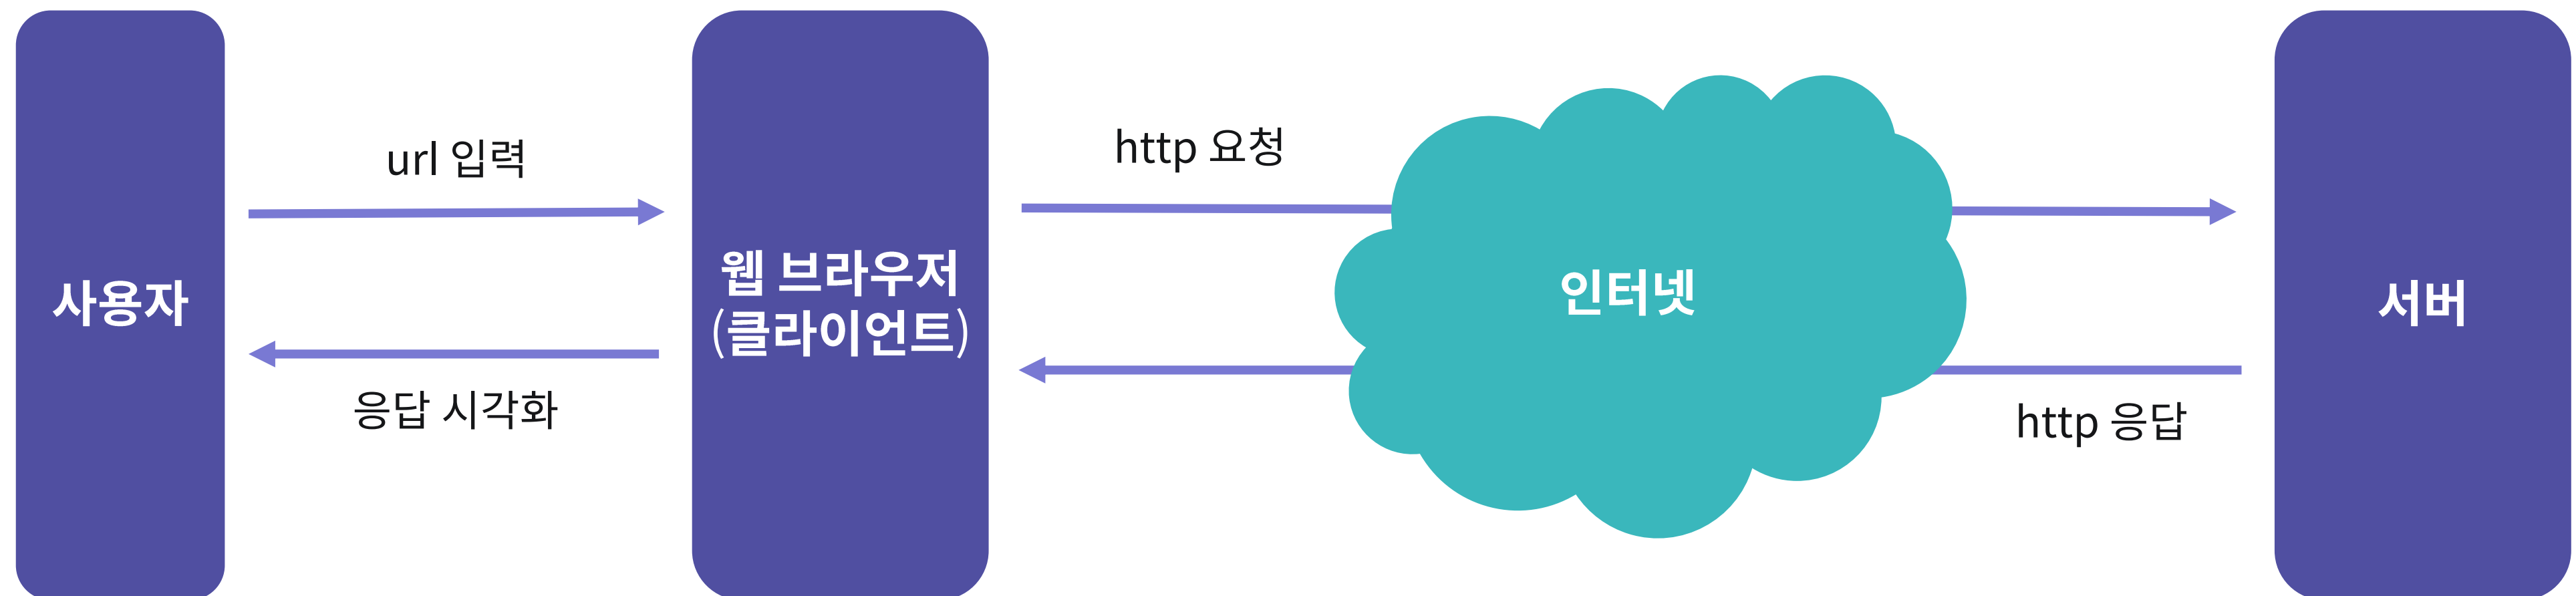 사용자
url 입력
응답 시각화
웹 브라우저
(클라이언트)
http 요청
인터넷
http 응답
서버